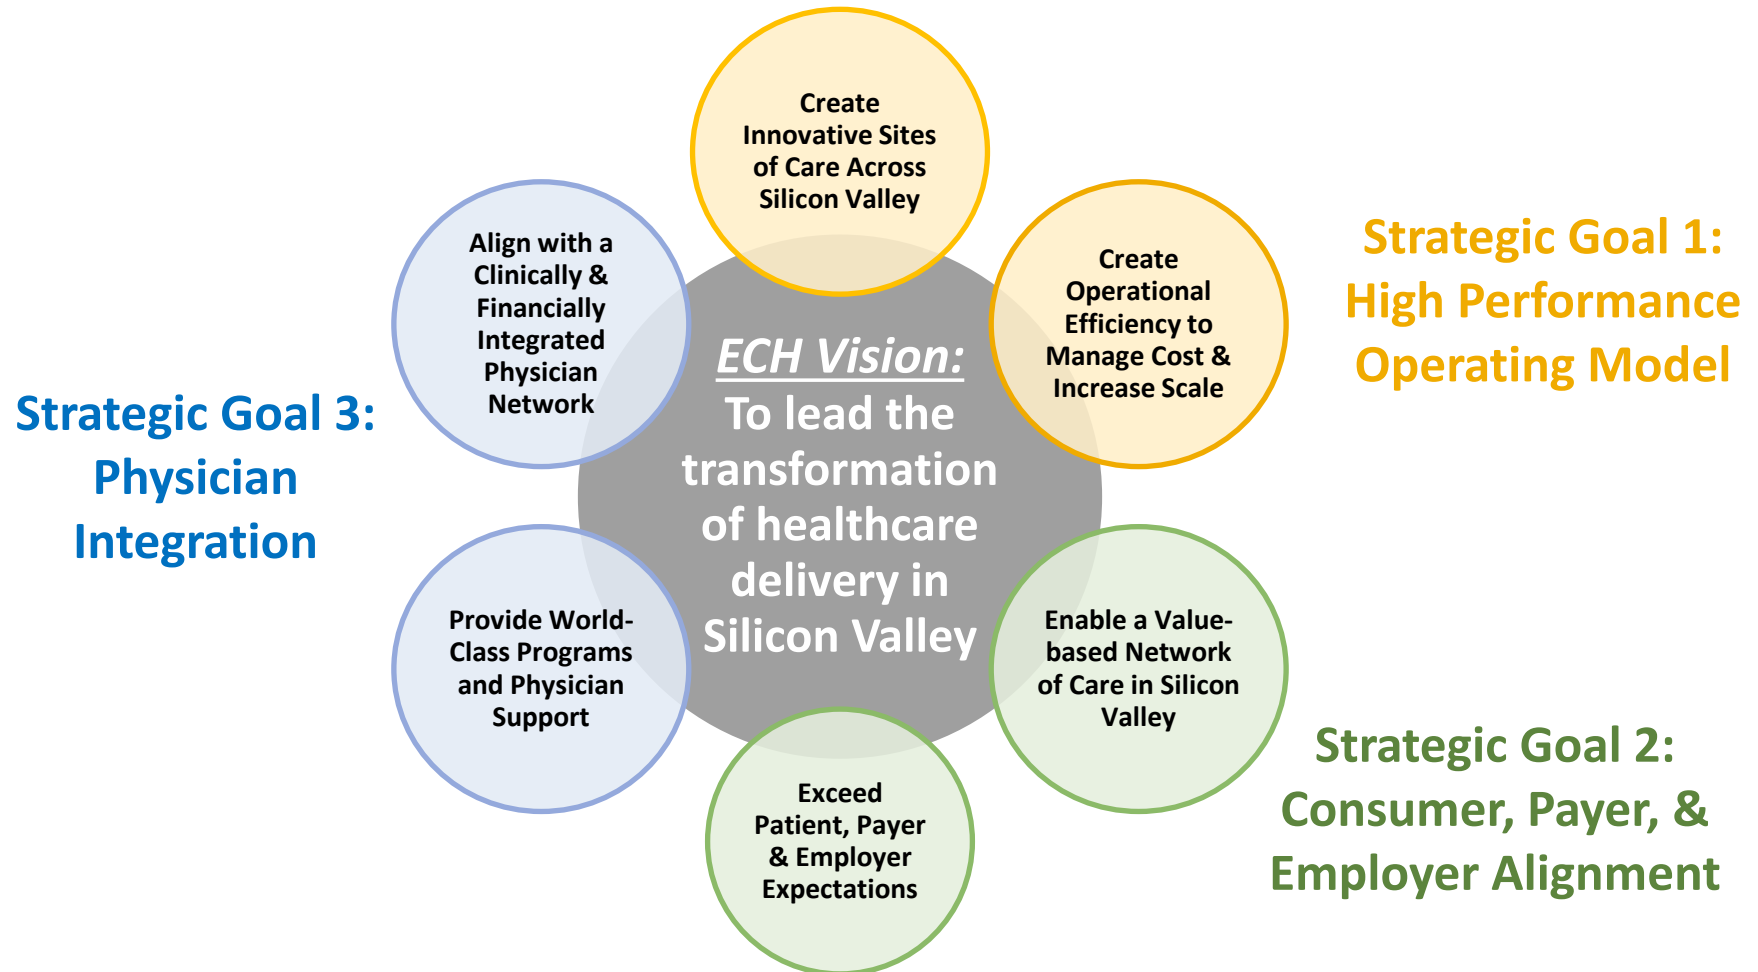 Create
Innovative Sites
of Care Across
Silicon Valley
Create
Operational
Efficiency to
Manage Cost &
Increase Scale
Strategic Goal 1:
High Performance
Operating Model
Enable a Value-
based Network
of Care in Silicon
Valley
Strategic Goal 2:
Consumer, Payer, &
Employer Alignment
Exceed
Patient, Payer
& Employer
Expectations
Provide World-
Class Programs
and Physician
Support
Strategic Goal 3:
Physician
Integration
Align with a
Clinically &
Financially
Integrated
Physician
Network
ECH Vision:
To lead the
transformation
of healthcare
delivery in
Silicon Valley